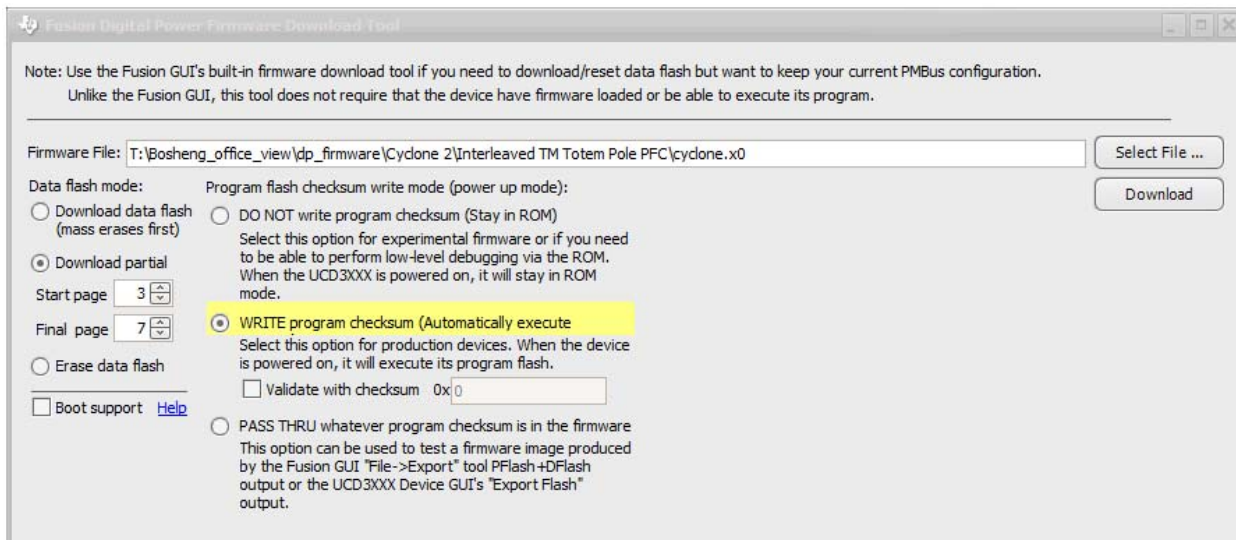 Fusion Digital Power Firmware Download Tool
Note: Use the Fusion GUI's built-in firmware download tool if you need to download/reset data flash but want to keep your current PMBus configuration.
Unlike the Fusion GUI, this tool does not require that the device have firmware loaded or be able to execute its program.
Firmware File: T:\Bosheng_office_view\dp_firmware\Cyclone 2\Interleaved TM Totem Pole PFC\cyclone.x0
Select File ...
Download
Data flash mode:
Download data flash
(mass erases first)
Download partial
Start page 3
Final page 7
Erase data flash
Boot support Help
Program flash checksum write mode (power up mode):
DO NOT write program checksum (Stay in ROM)
Select this option for experimental firmware or if you need
to be able to perform low-level debugging via the ROM.
When the UCD3XXX is powered on, it will stay in ROM
mode.
WRITE program checksum (Automatically execute
Select this option for production devices. When the device
is powered on, it will execute its program flash.
Validate with checksum 0x 0
PASS THRU whatever program checksum is in the firmware
This option can be used to test a firmware image produced
by the Fusion GUI "File->Export" tool PFlash+DFlash
output or the UCD3XXX Device GUI's "Export Flash"
output.